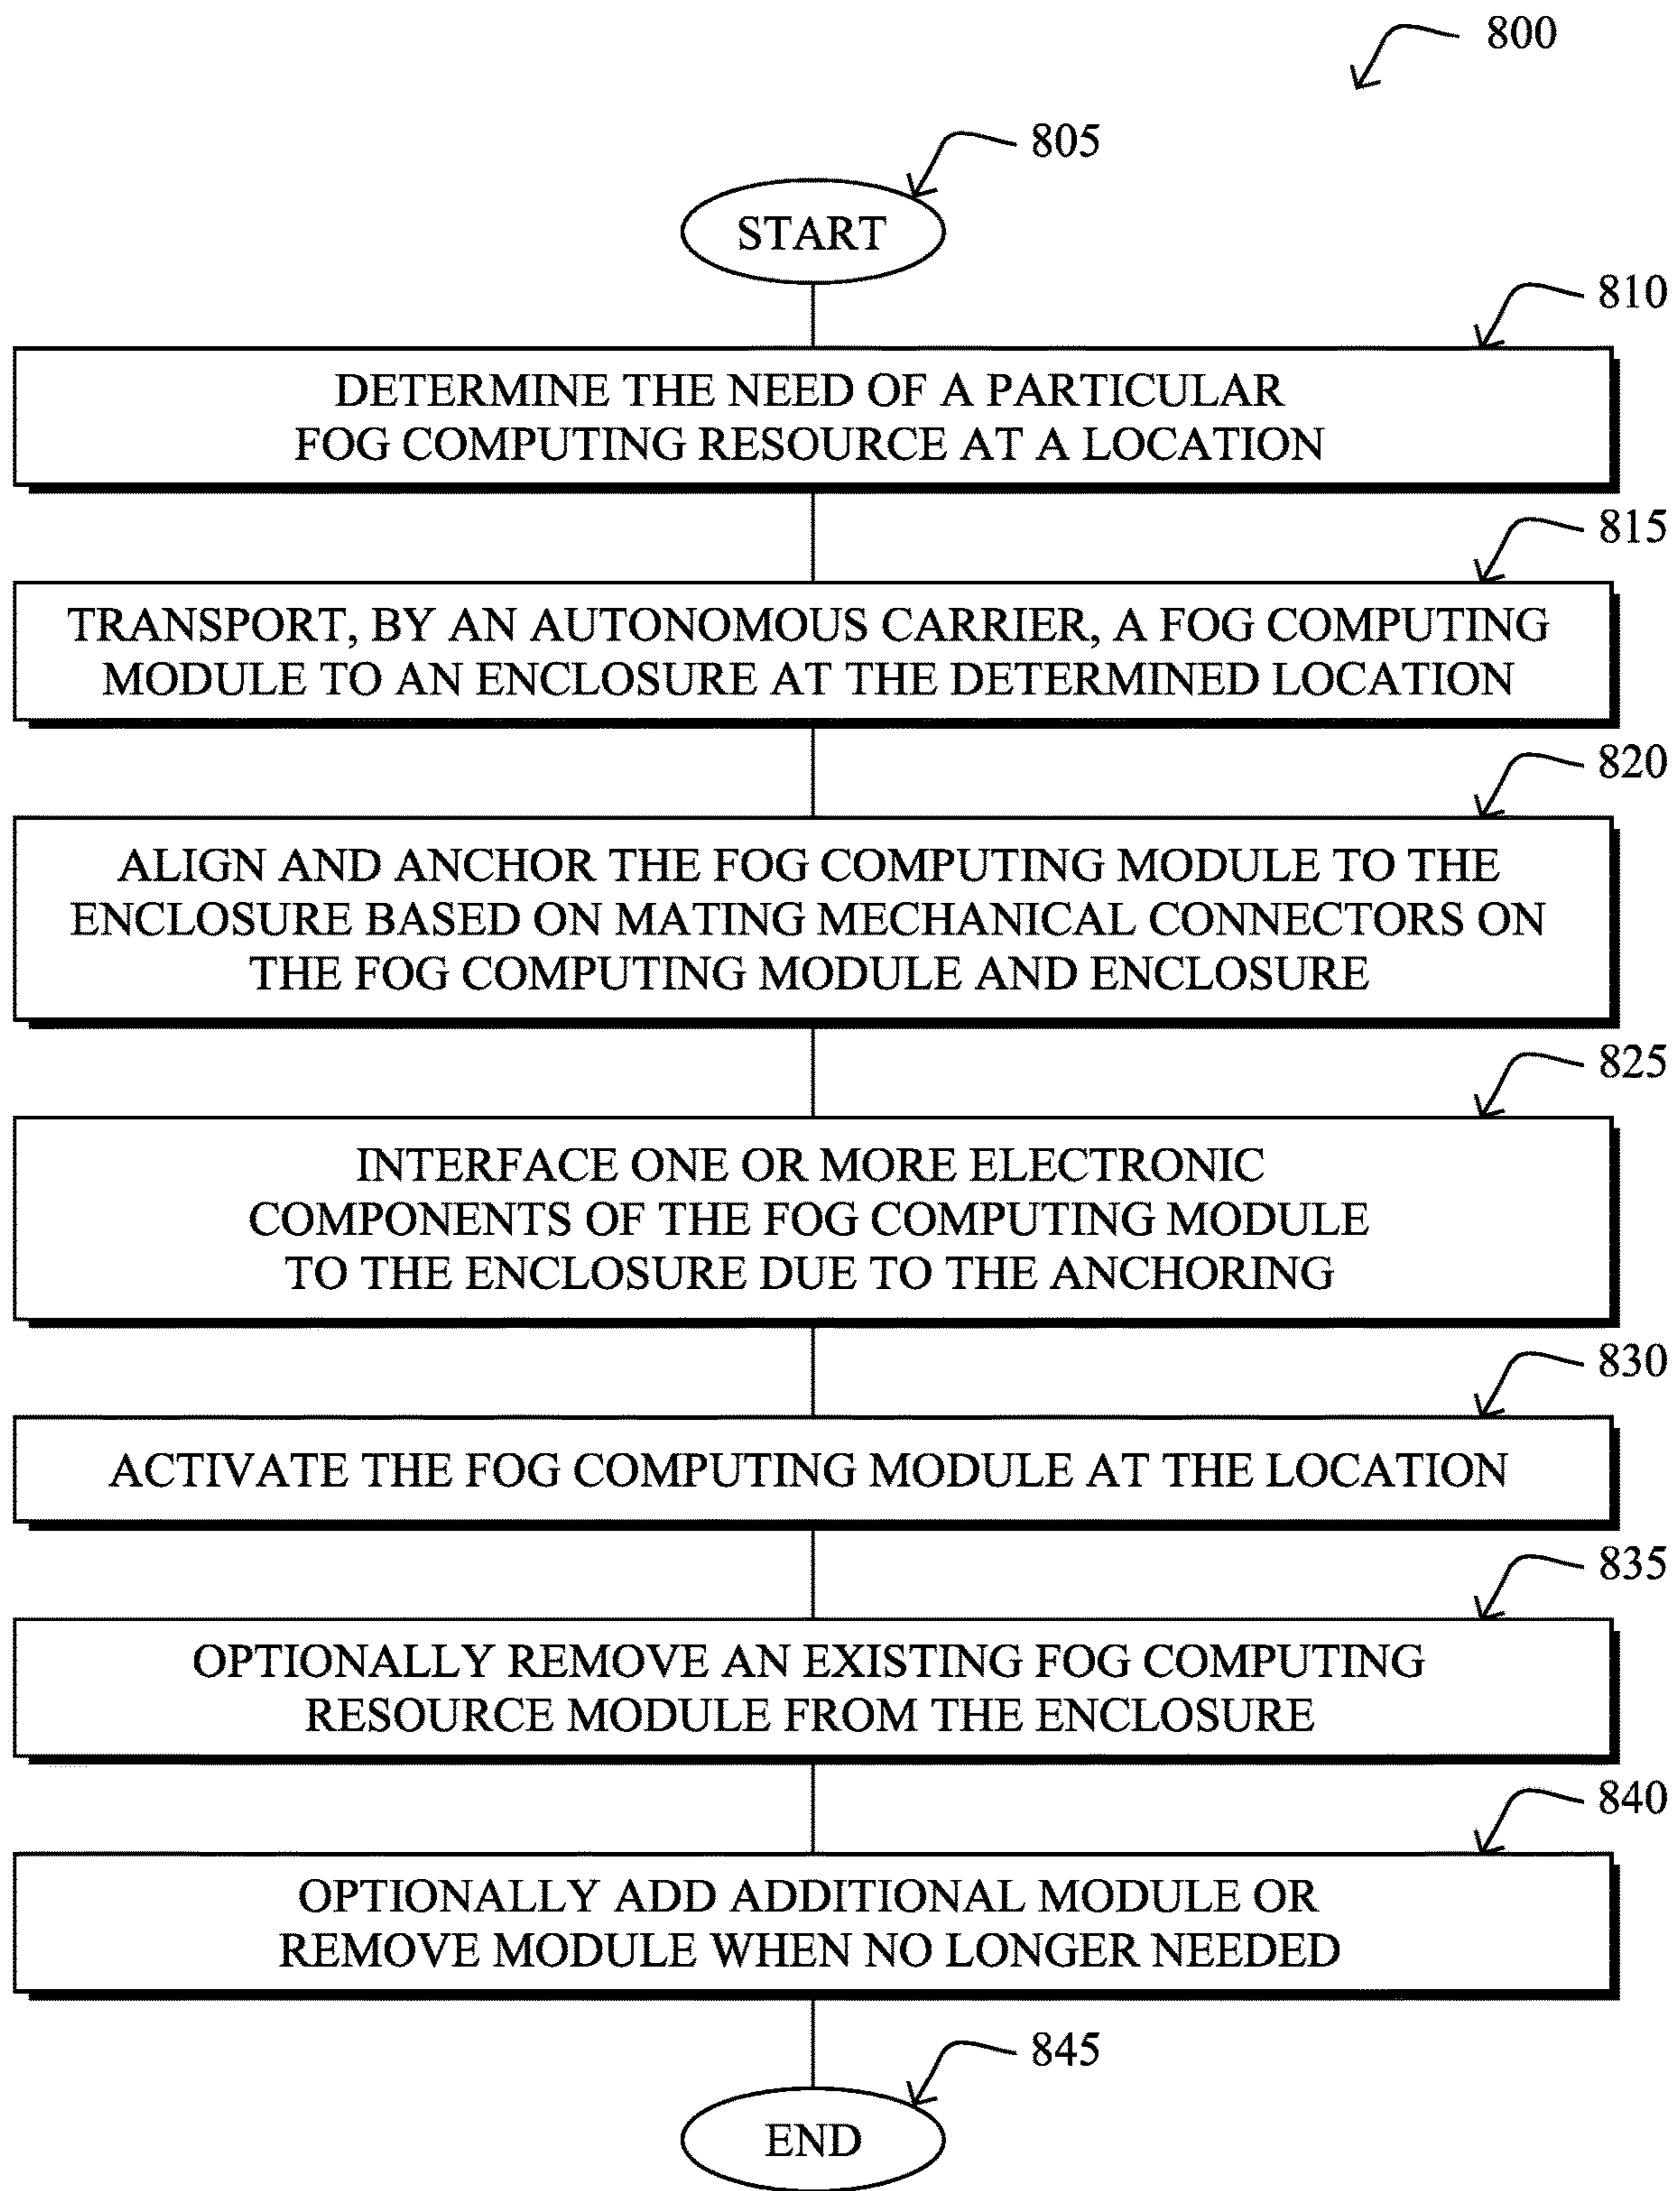 800
805
START
810
DETERMINE THE NEED OF A PARTICULAR
FOG COMPUTING RESOURCE AT A LOCATION
815
TRANSPORT, BY AN AUTONOMOUS CARRIER, A FOG COMPUTING
MODULE TO AN ENCLOSURE AT THE DETERMINED LOCATION
820
ALIGN AND ANCHOR THE FOG COMPUTING MODULE TO THE
ENCLOSURE BASED ON MATING MECHANICAL CONNECTORS ON
THE FOG COMPUTING MODULE AND ENCLOSURE
825
INTERFACE ONE OR MORE ELECTRONIC
COMPONENTS OF THE FOG COMPUTING MODULE
TO THE ENCLOSURE DUE TO THE ANCHORING
830
ACTIVATE THE FOG COMPUTING MODULE AT THE LOCATION
835
OPTIONALLY REMOVE AN EXISTING FOG COMPUTING
RESOURCE MODULE FROM THE ENCLOSURE
840
OPTIONALLY ADD ADDITIONAL MODULE OR
REMOVE MODULE WHEN NO LONGER NEEDED
845
END